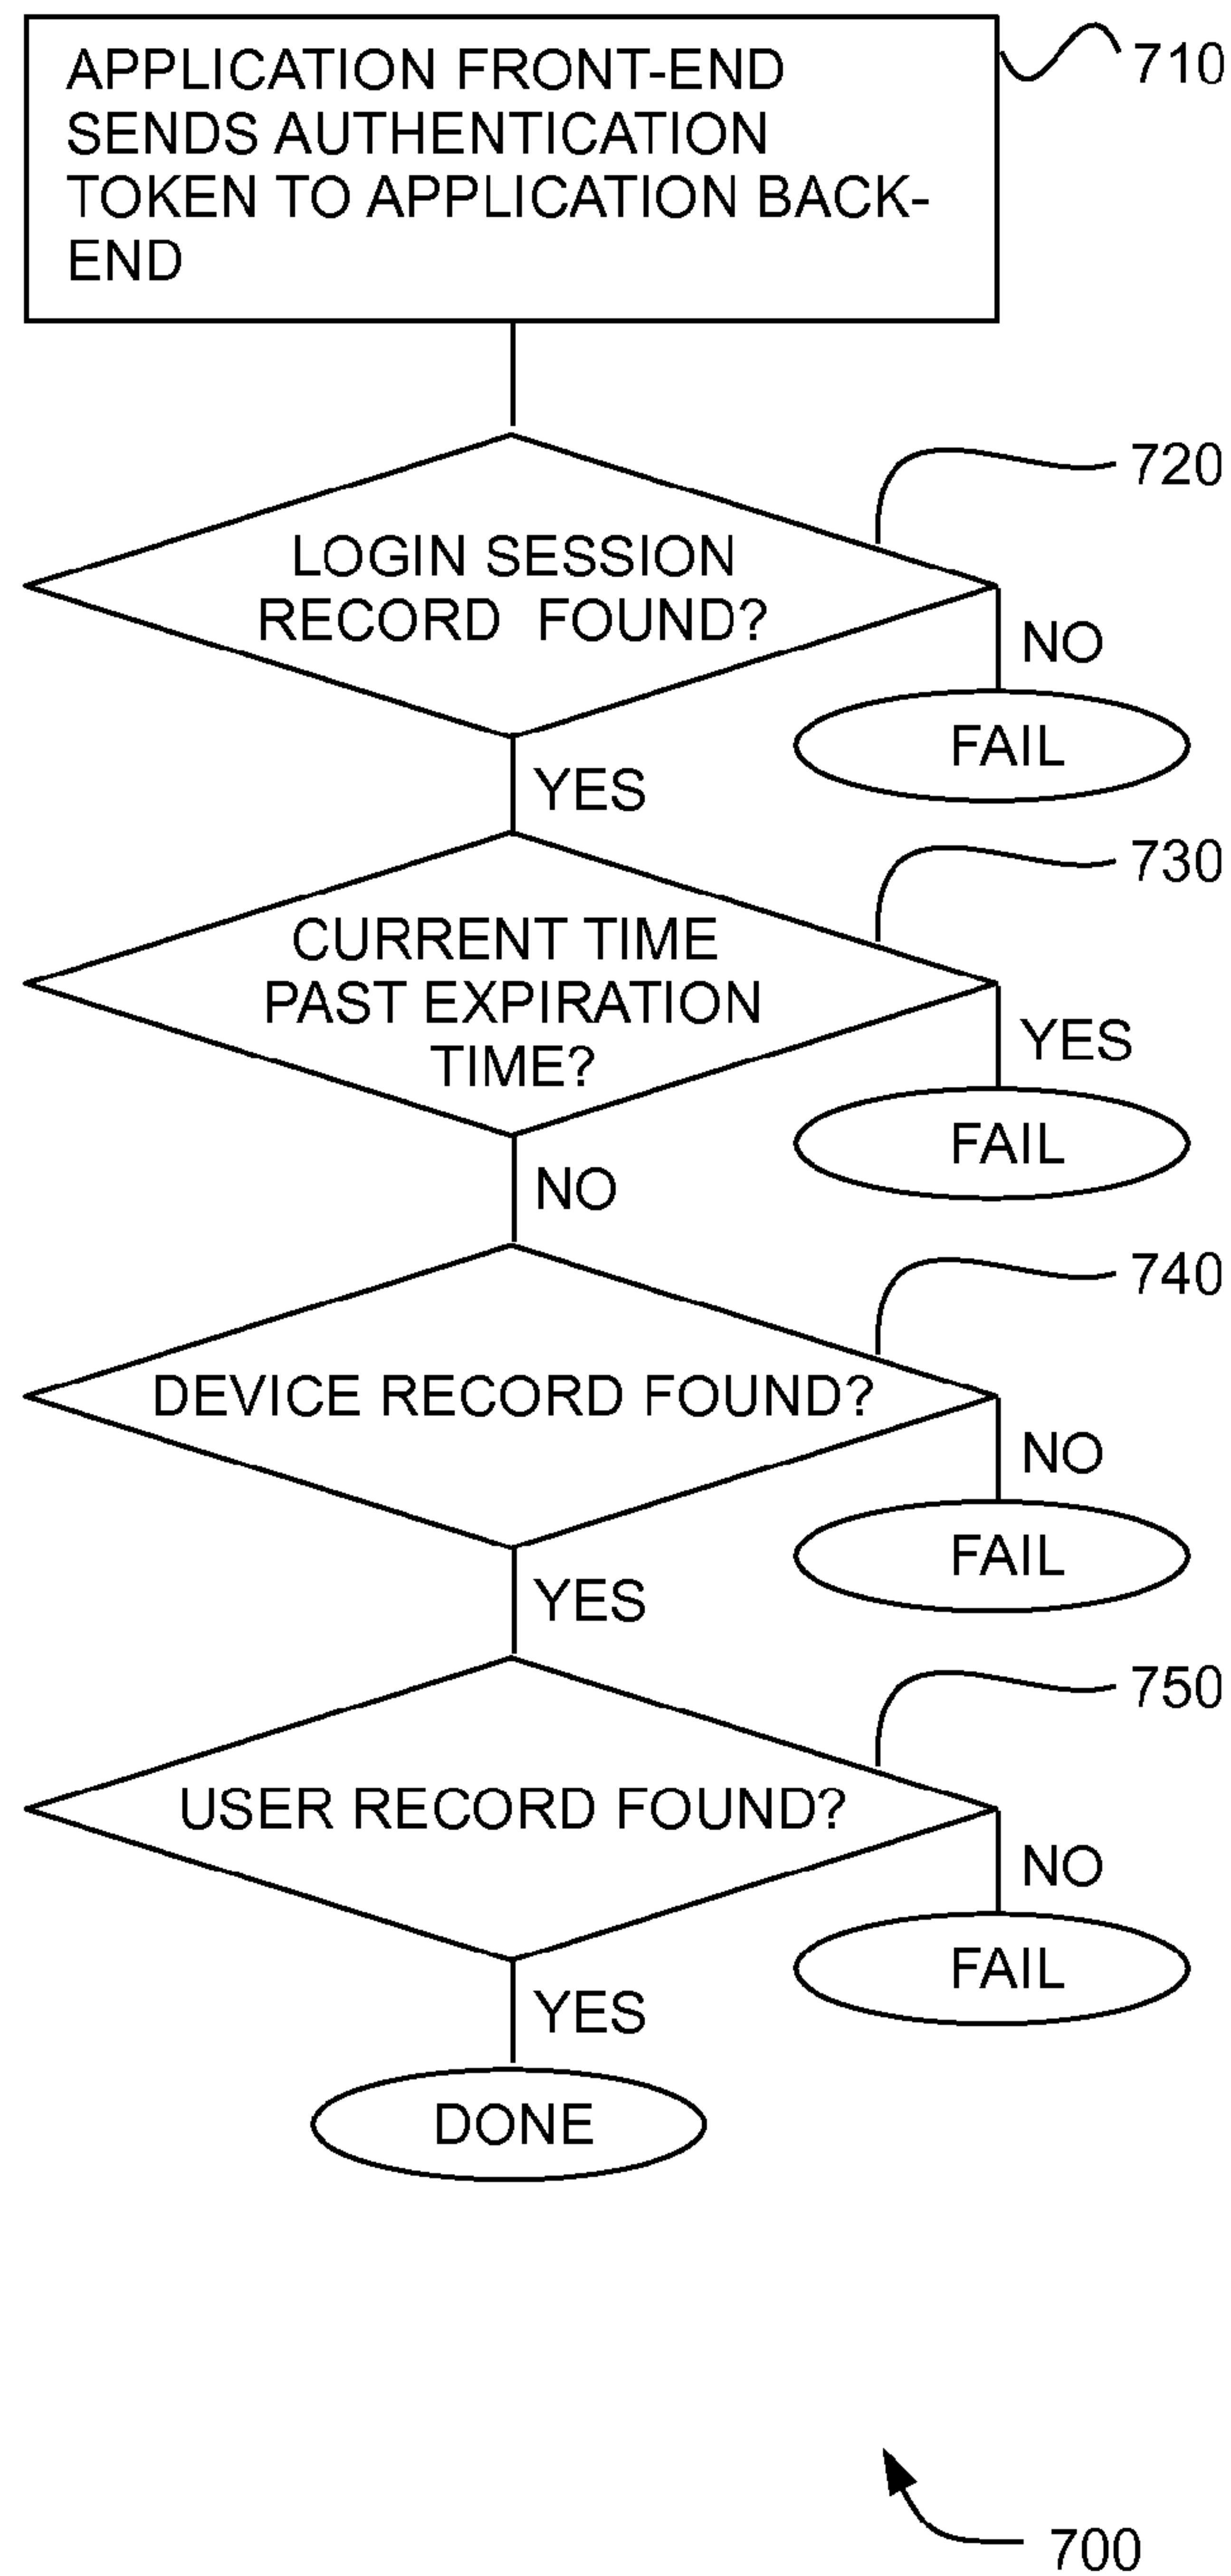 APPLICATION FRONT-END
SENDS AUTHENTICATION
TOKEN TO APPLICATION BACK-
END
710
720
LOGIN SESSION
RECORD FOUND?
NO
FAIL
YES
730
CURRENT TIME
PAST EXPIRATION
TIME?
YES
FAIL
NO
740
DEVICE RECORD FOUND?
NO
FAIL
YES
750
USER RECORD FOUND?
NO
FAIL
YES
DONE
700